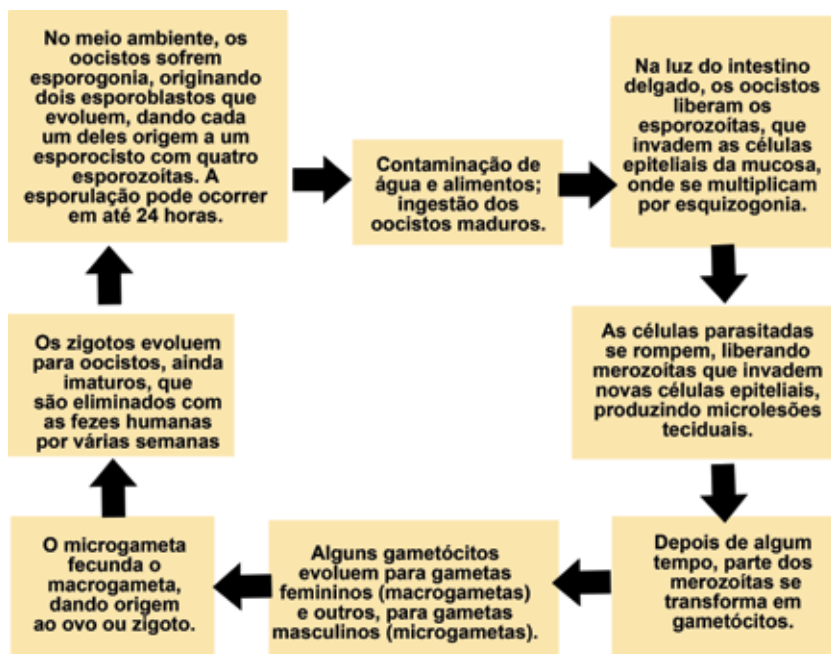 No meio ambiente, os
oocistos sofrem
esporogonia, originando
dois esporoblastos que
evoluem, dando cada
um deles origem a um
esporocisto com quatro
esporozoítas. A
esporulação pode ocorrer
em até 24 horas.
Contaminação de
água e alimentos;
ingestão dos
oocistos maduros.
Na luz do intestino
delgado, os oocistos
liberam os
esporozoítas, que
invadem as células
epiteliais da mucosa,
onde se multiplicam
por esquizogonia.
As células parasitadas
se rompem, liberando
merozoítas que invadem
novas células epiteliais,
produzindo microlesões
teciduais.
Depois de algum
tempo, parte dos
merozoítas se
transforma em
gametócitos.
Alguns gametócitos
evoluem para gametas
femininos (macrogametas)
e outros, para gametas
masculinos (microgametas).
O microgameta
fecunda o
macrogameta,
dando origem
ao ovo ou zigoto.
Os zigotos evoluem
para oocistos, ainda
imaturos, que
são eliminados com
as fezes humanas
por várias semanas